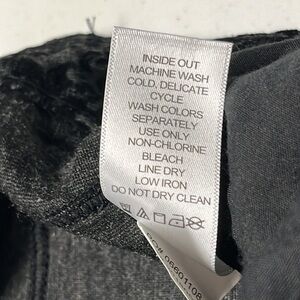 INSIDE OUT
MACHINE WASH
COLD, DELICATE
CYCLE
WASH COLORS
SEPARATELY
USE ONLY
NON-CHLORINE
BLEACH
LINE DRY
LOW IRON
DO NOT DRY CLEAN